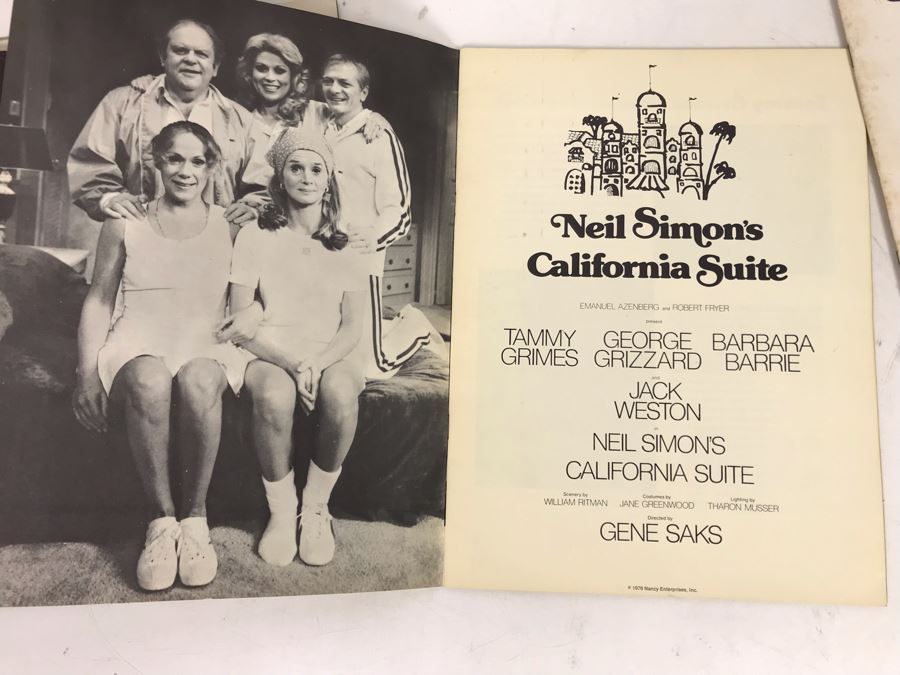 Neil Simon's
California Suite
EMANUEL AZENBERG and ROBERT FRYER
present
TAMMY GEORGE BARBARA
GRIMES GRIZZARD BARRIE
and
JACK
WESTON
in
NEIL SIMON'S
CALIFORNIA SUITE
Scenery by Costumes by Lighting by
WILLIAM RITMAN JANE GREENWOOD THARON MUSSER
Directed by
GENE SAKS
© 1976 Nancy Enterprises, Inc.